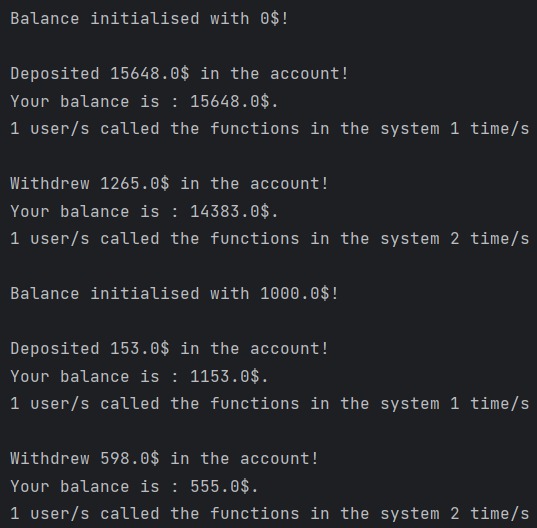 Balance initialised with 0$!
Deposited 15648.0$ in the account!
Your balance is : 15648.0$.
1 user/s called the functions in the system 1 time/s
Withdrew 1265.0$ in the account!
Your balance is : 14383.0$.
1 user/s called the functions in the system 2 time/s
Balance initialised with 1000.0$!
Deposited 153.0$ in the account!
Your balance is : 1153.0$.
1 user/s called the functions in the system 1 time/s
Withdrew 598.0$ in the account!
Your balance is : 555.0$.
1 user/s called the functions in the system 2 time/s